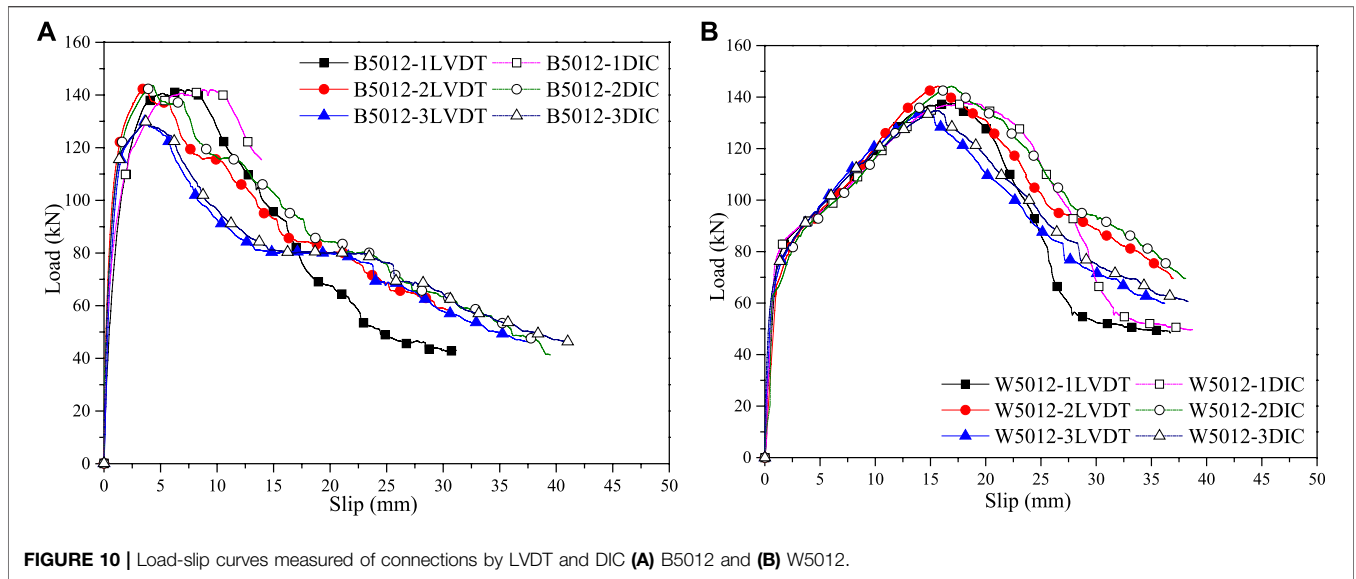 A
B5012-1LVDT B5012-1DIC
B5012-2LVDT B5012-2DIC
B5012-3LVDT B5012-3DIC
160
140
120
100
80
60
40
20
0
Load (kN)
0 5 10 15 20 25 30 35 40 45 50
Slip (mm)
B
160
140
120
100
80
60
40
20
0
Load (kN)
W5012-1LVDT W5012-1DIC
W5012-2LVDT W5012-2DIC
W5012-3LVDT W5012-3DIC
0 5 10 15 20 25 30 35 40 45 50
Slip (mm)
FIGURE 10 | Load-slip curves measured of connections by LVDT and DIC (A) B5012 and (B) W5012.